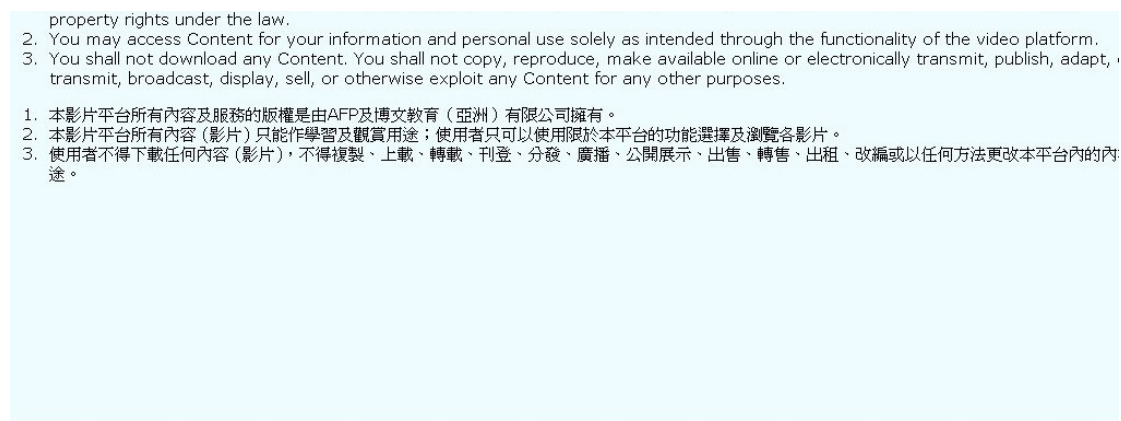 property rights under the law.
2. You may access Content for your information and personal use solely as intended through the functionality of the video platform.
3. You shall not download any Content. You shall not copy, reproduce, make available online or electronically transmit, publish, adapt,
transmit, broadcast, display, sell, or otherwise exploit any Content for any other purposes.
1. 本影片平台所有內容及服務的版權是由AFP及博文教育（亞洲）有限公司擁有。
2. 本影片平台所有內容 (影片) 只能作學習及觀賞用途；使用者只可以使用限於本平台的功能選擇及瀏覽各影片。
3. 使用者不得下載任何內容 (影片)，不得複製、上載、轉載、刊登、分發、廣播、公開展示、出售、轉售、出租、改編或以任何方法更改本平台內的內
途。